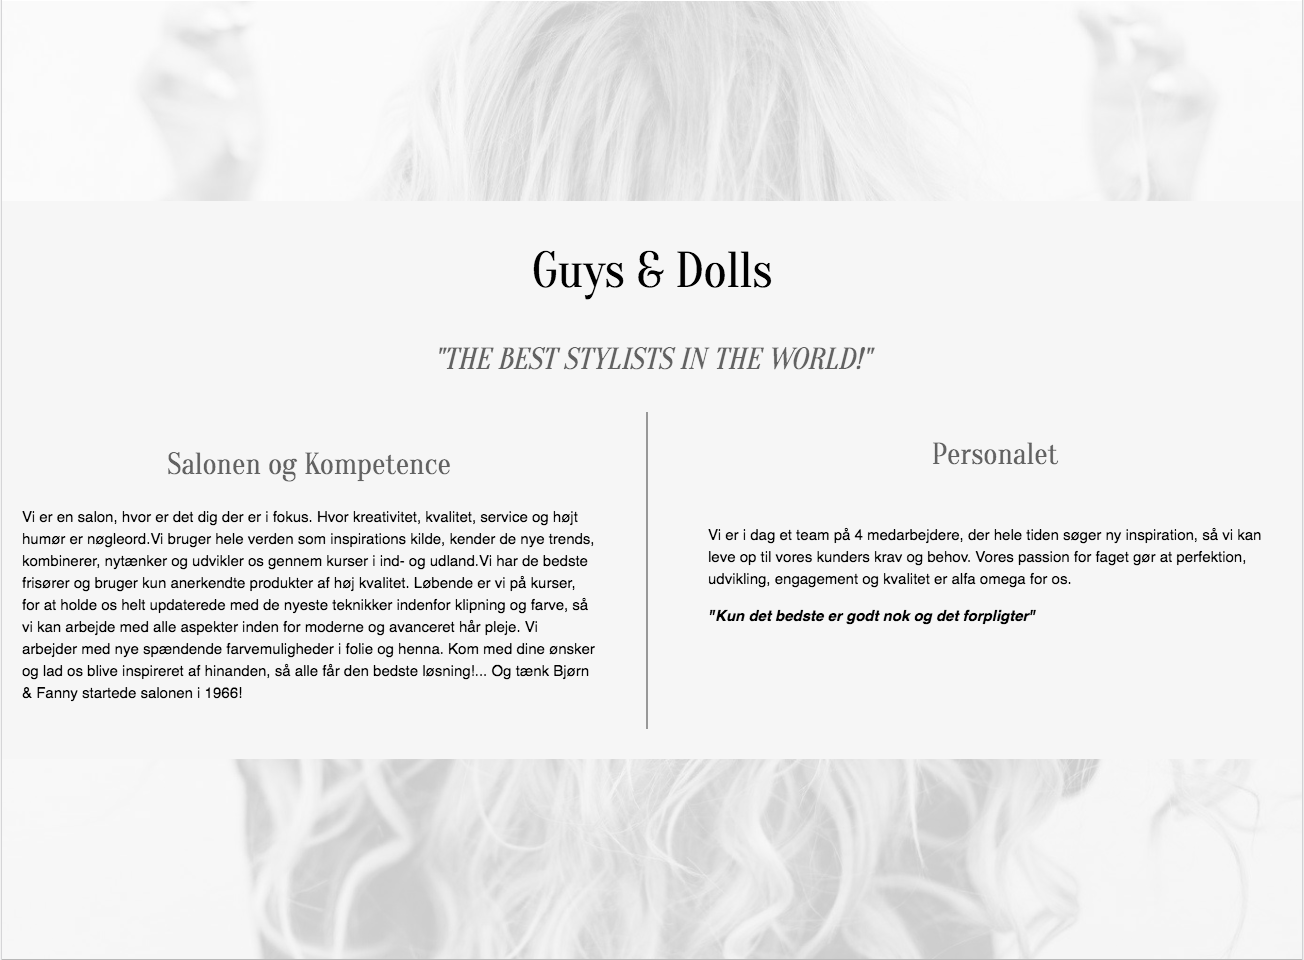 Guys & Dolls
"THE BEST STYLISTS IN THE WORLD!"
Salonen og Kompetence
Vi er en salon, hvor er det dig der er i fokus. Hvor kreativitet, kvalitet, service og højt
humør er nøgleord.Vi bruger hele verden som inspirations kilde, kender de nye trends,
kombinerer, nytænker og udvikler os gennem kurser i ind- og udland.Vi har de bedste
frisører og bruger kun anerkendte produkter af høj kvalitet. Løbende er vi på kurser,
for at holde os helt updaterede med de nyeste teknikker indenfor klipning og farve, så
vi kan arbejde med alle aspekter inden for moderne og avanceret hår pleje. Vi
arbejder med nye spændende farvemuligheder i folie og henna. Kom med dine ønsker
og lad os blive inspireret af hinanden, så alle får den bedste løsning!... Og tænk Bjørn
& Fanny startede salonen i 1966!
Personalet
Vi er i dag et team på 4 medarbejdere, der hele tiden søger ny inspiration, så vi kan
leve op til vores kunders krav og behov. Vores passion for faget gør at perfektion,
udvikling, engagement og kvalitet er alfa omega for os.
"Kun det bedste er godt nok og det forpligter"